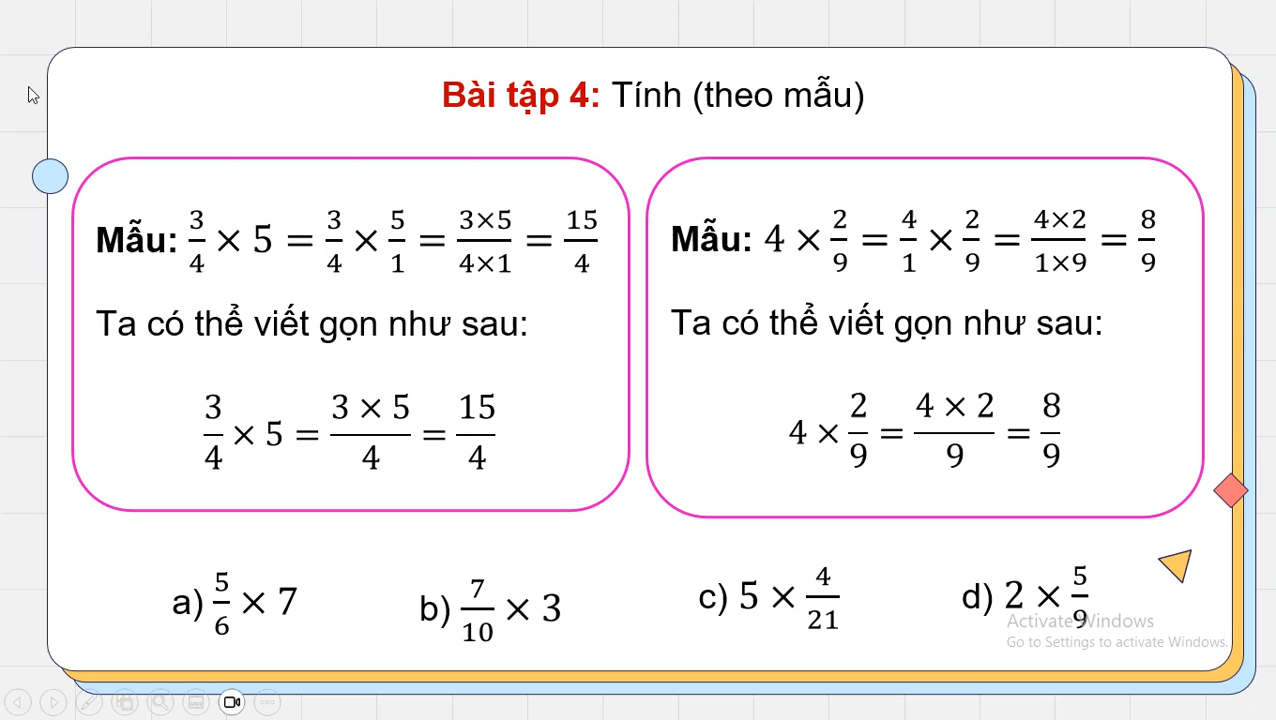 Bài tập 4: Tính (theo mẫu)
Mẫu: 3/4 × 5 = 3/4 × 5/1 = 3×5/4×1 = 15/4
Ta có thể viết gọn như sau:
3/4 × 5 = 3 × 5/4 = 15/4
Mẫu: 4 × 2/9 = 4/1 × 2/9 = 4×2/1×9 = 8/9
Ta có thể viết gọn như sau:
4 × 2/9 = 4 × 2/9 = 8/9
a) 5/6 × 7
b) 7/10 × 3
c) 5 × 4/21
d) 2 × 5/9
Activate Windows
Go to Settings to activate Windows.